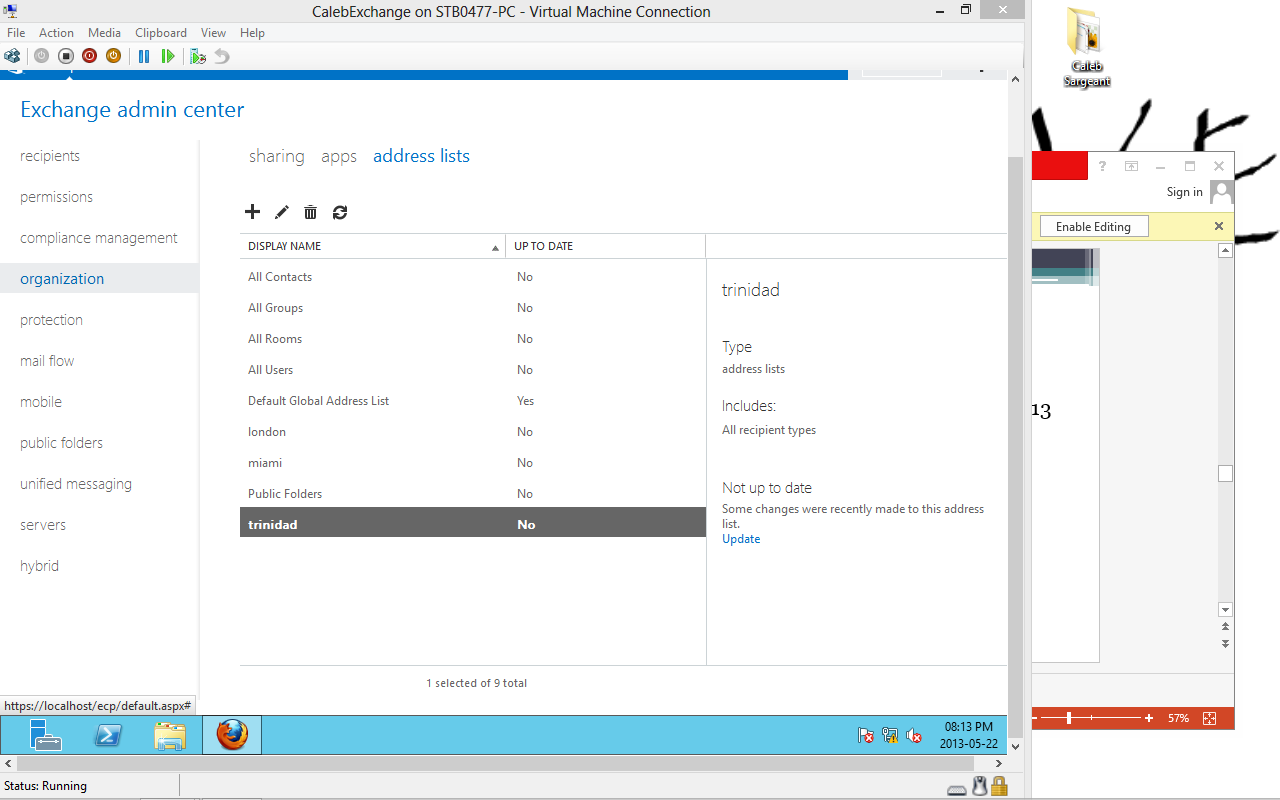 CalebExchange on STB0477-PC - Virtual Machine Connection
File Action Media Clipboard View Help
Exchange admin center
recipients
permissions
compliance management
organization
protection
mail flow
mobile
public folders
unified messaging
servers
hybrid
sharing apps address lists
DISPLAY NAME UP TO DATE
All Contacts No
All Groups No
All Rooms No
All Users No
Default Global Address List Yes
london No
miami No
Public Folders No
trinidad No
trinidad
Type
address lists
Includes:
All recipient types
Not up to date
Some changes were recently made to this address
list.
Update
1 selected of 9 total
https://localhost/ecp/default.aspx#
08:13 PM
2013-05-22
Status: Running
Caleb
Sargeant
?
Sign in
Enable Editing
13
57%